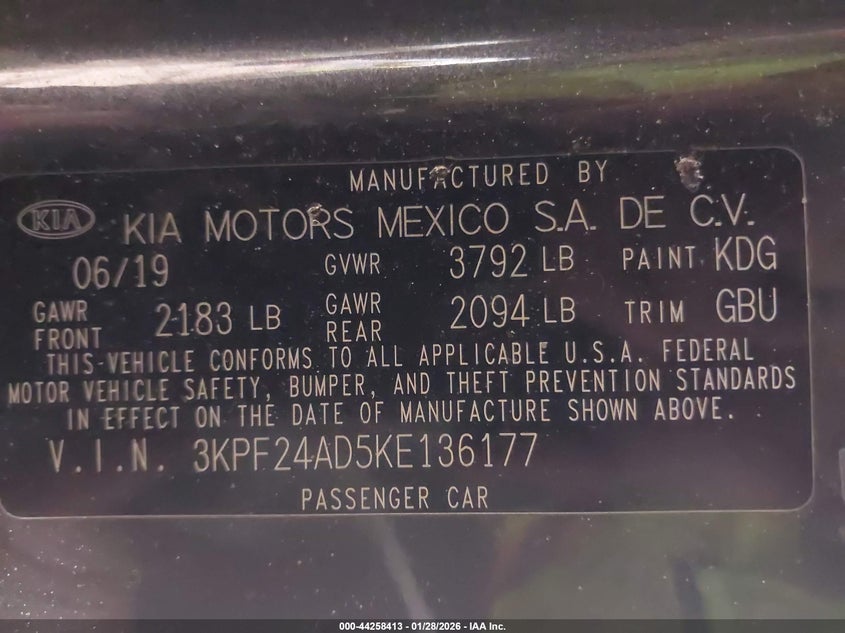 MANUFACTURED BY
KIA KIA MOTORS MEXICO S.A. DE C.V.
06/19 GVWR 3792 LB PAINT KDG
GAWR FRONT 2183 LB GAWR REAR 2094 LB TRIM GBU
THIS VEHICLE CONFORMS TO ALL APPLICABLE U.S.A. FEDERAL
MOTOR VEHICLE SAFETY, BUMPER, AND THEFT PREVENTION STANDARDS
IN EFFECT ON THE DATE OF MANUFACTURE SHOWN ABOVE.
V.I.N. 3KPF24AD5KE136177
PASSENGER CAR
000-44258413 - 01/28/2026 - IAA Inc.